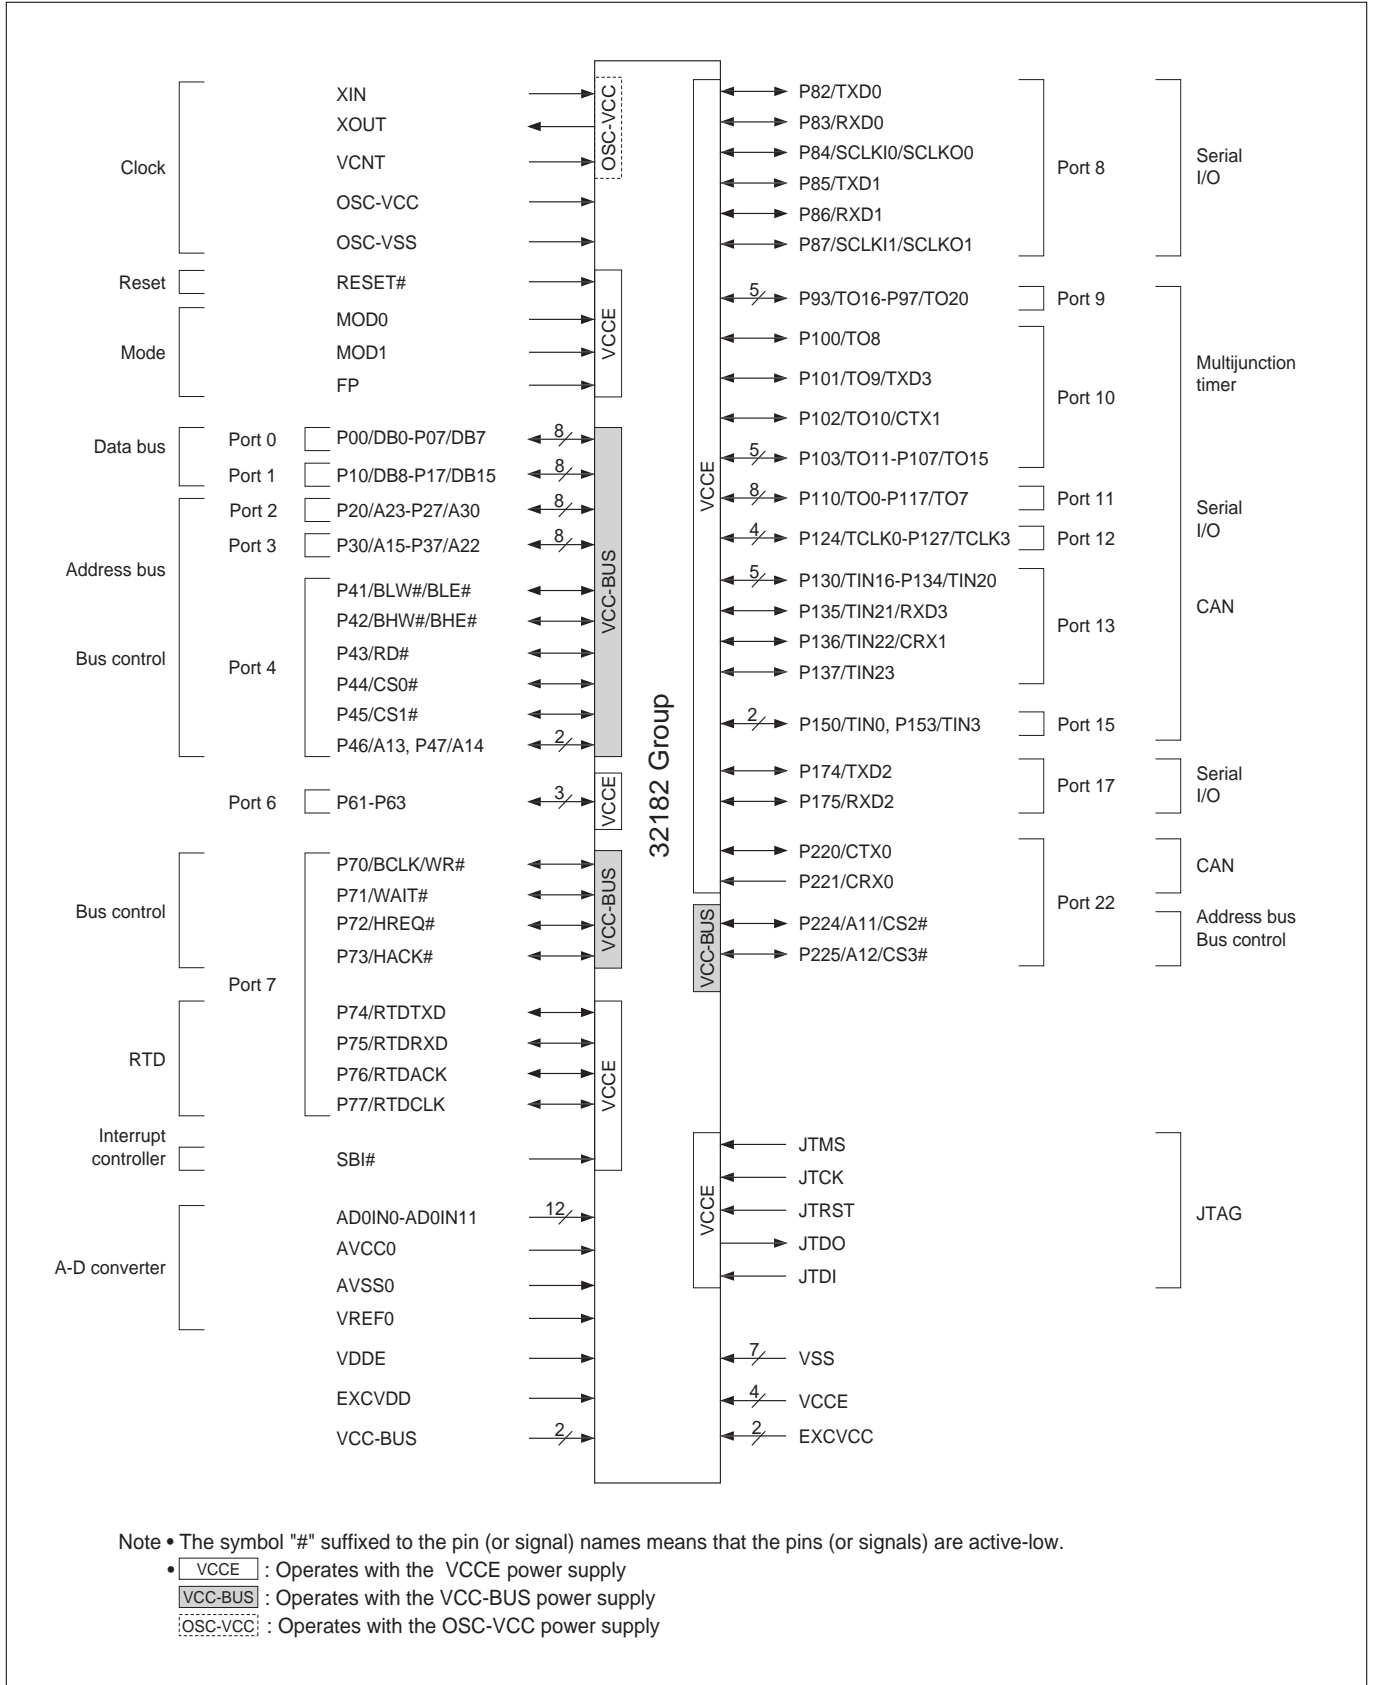 Clock
XIN
XOUT
VCNT
OSC-VCC
OSC-VSS
OSC-VCC
Reset
RESET#
Mode
MOD0
MOD1
FP
VCCE
Data bus
Port 0
P00/DB0-P07/DB7
8
Port 1
P10/DB8-P17/DB15
8
Address bus
Port 2
P20/A23-P27/A30
8
Port 3
P30/A15-P37/A22
8
Bus control
Port 4
P41/BLW#/BLE#
P42/BHW#/BHE#
P43/RD#
P44/CS0#
P45/CS1#
P46/A13, P47/A14
2
VCC-BUS
Port 6
P61-P63
3
VCCE
Bus control
Port 7
P70/BCLK/WR#
P71/WAIT#
P72/HREQ#
P73/HACK#
VCC-BUS
RTD
P74/RTDTXD
P75/RTDRXD
P76/RTDACK
P77/RTDCLK
VCCE
Interrupt
controller
SBI#
A-D converter
AD0IN0-AD0IN11
12
AVCC0
AVSS0
VREF0
VDDE
EXCVDD
VCC-BUS
2
32182 Group
VCCE
P82/TXD0
P83/RXD0
P84/SCLKI0/SCLKO0
P85/TXD1
P86/RXD1
P87/SCLKI1/SCLKO1
Port 8
Serial
I/O
5
P93/TO16-P97/TO20
Port 9
P100/TO8
P101/TO9/TXD3
P102/TO10/CTX1
5
P103/TO11-P107/TO15
Port 10
Multijunction
timer
8
P110/TO0-P117/TO7
Port 11
4
P124/TCLK0-P127/TCLK3
Port 12
Serial
I/O
5
P130/TIN16-P134/TIN20
P135/TIN21/RXD3
P136/TIN22/CRX1
P137/TIN23
Port 13
CAN
2
P150/TIN0, P153/TIN3
Port 15
P174/TXD2
P175/RXD2
Port 17
Serial
I/O
P220/CTX0
P221/CRX0
Port 22
CAN
VCC-BUS
P224/A11/CS2#
P225/A12/CS3#
Address bus
Bus control
VCCE
JTMS
JTCK
JTRST
JTDO
JTDI
JTAG
7
VSS
4
VCCE
2
EXCVCC
Note • The symbol "#" suffixed to the pin (or signal) names means that the pins (or signals) are active-low.
• VCCE : Operates with the VCCE power supply
VCC-BUS : Operates with the VCC-BUS power supply
OSC-VCC : Operates with the OSC-VCC power supply